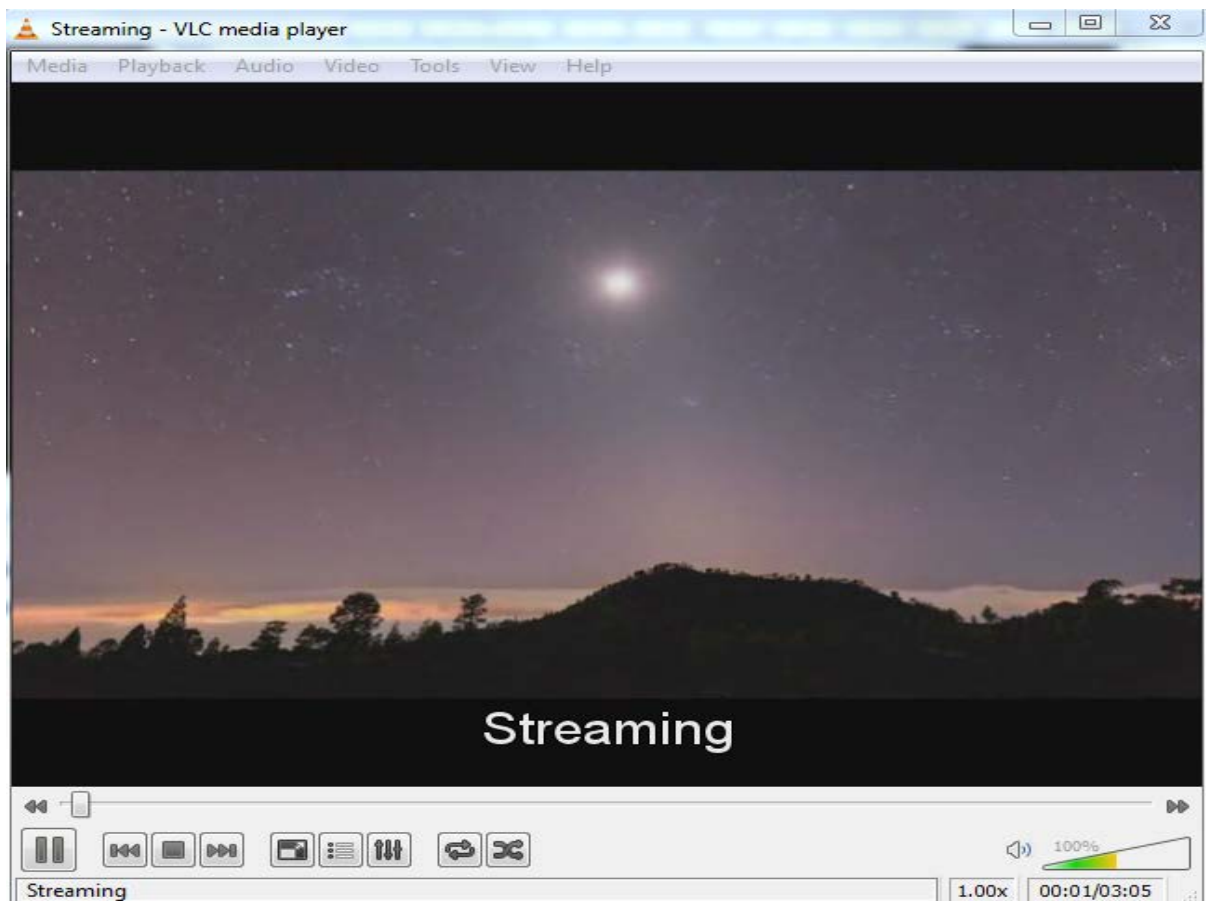 Streaming - VLC media player
Media Playback Audio Video Tools View Help
Streaming
100%
Streaming 1.00x 00:01/03:05